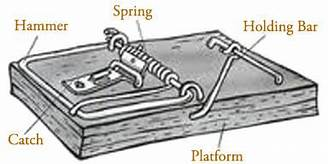 Spring
Hammer
Holding Bar
Catch
Platform